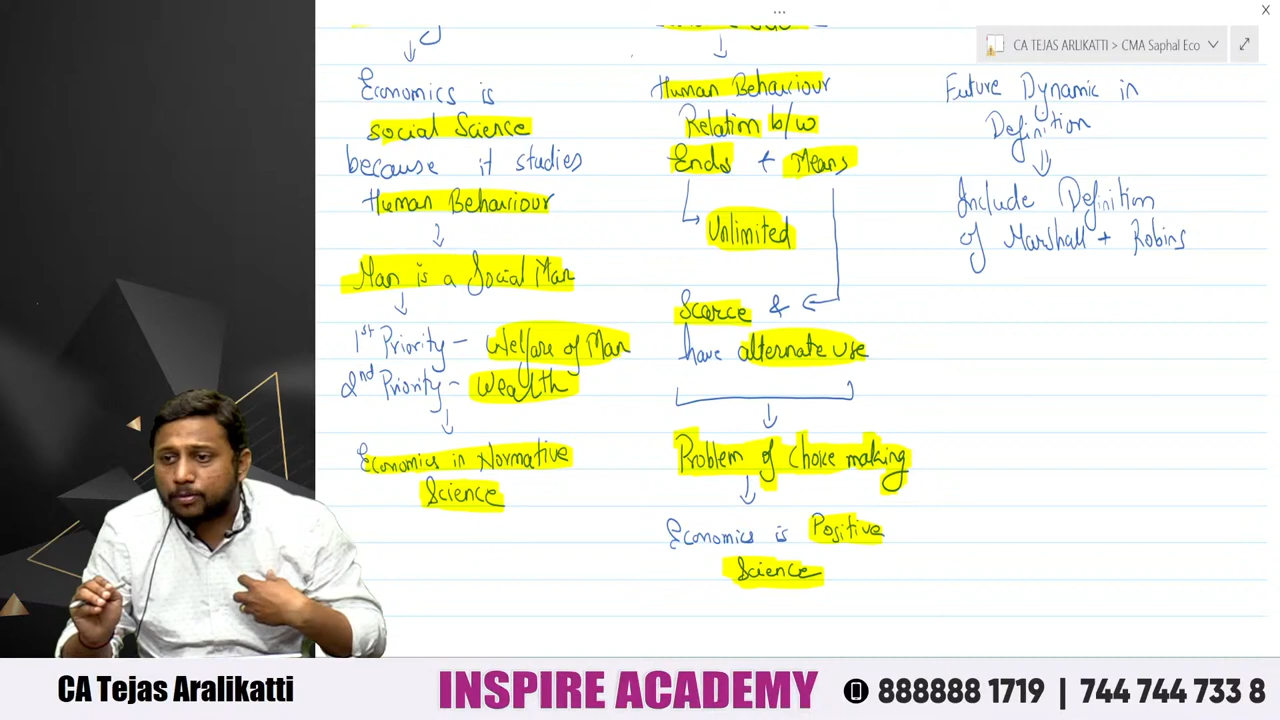 CA TEJAS ARLIKATTI > CMA Saphal Eco
Economics is
social Science
because it studies
Human Behaviour
Man is a Social Man
1st Priority - Welfare of Man
2nd Priority - Wealth
Economics in Normative
Science
Human Behaviour
Relation b/w
Ends + Means
Unlimited
Scarce &
have alternate use
Problem of choice making
Economics is Positive
Science
Future Dynamic in
Definition
Include Definition
of Marshall + Robins
CA Tejas Aralikatti
INSPIRE ACADEMY
888888 1719 | 744 744 733 8